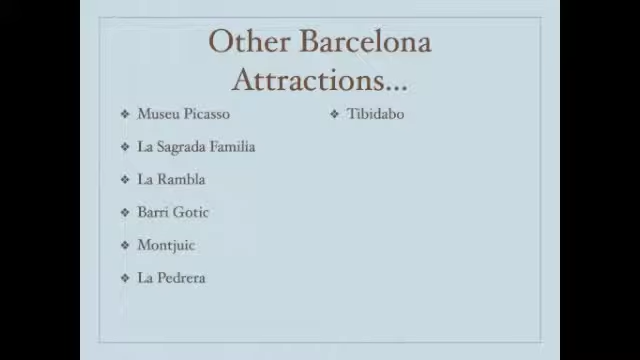 Other Barcelona
Attractions...
❖ Museu Picasso
❖ La Sagrada Familia
❖ La Rambla
❖ Barri Gotic
❖ Montjuic
❖ La Pedrera
❖ Tibidabo